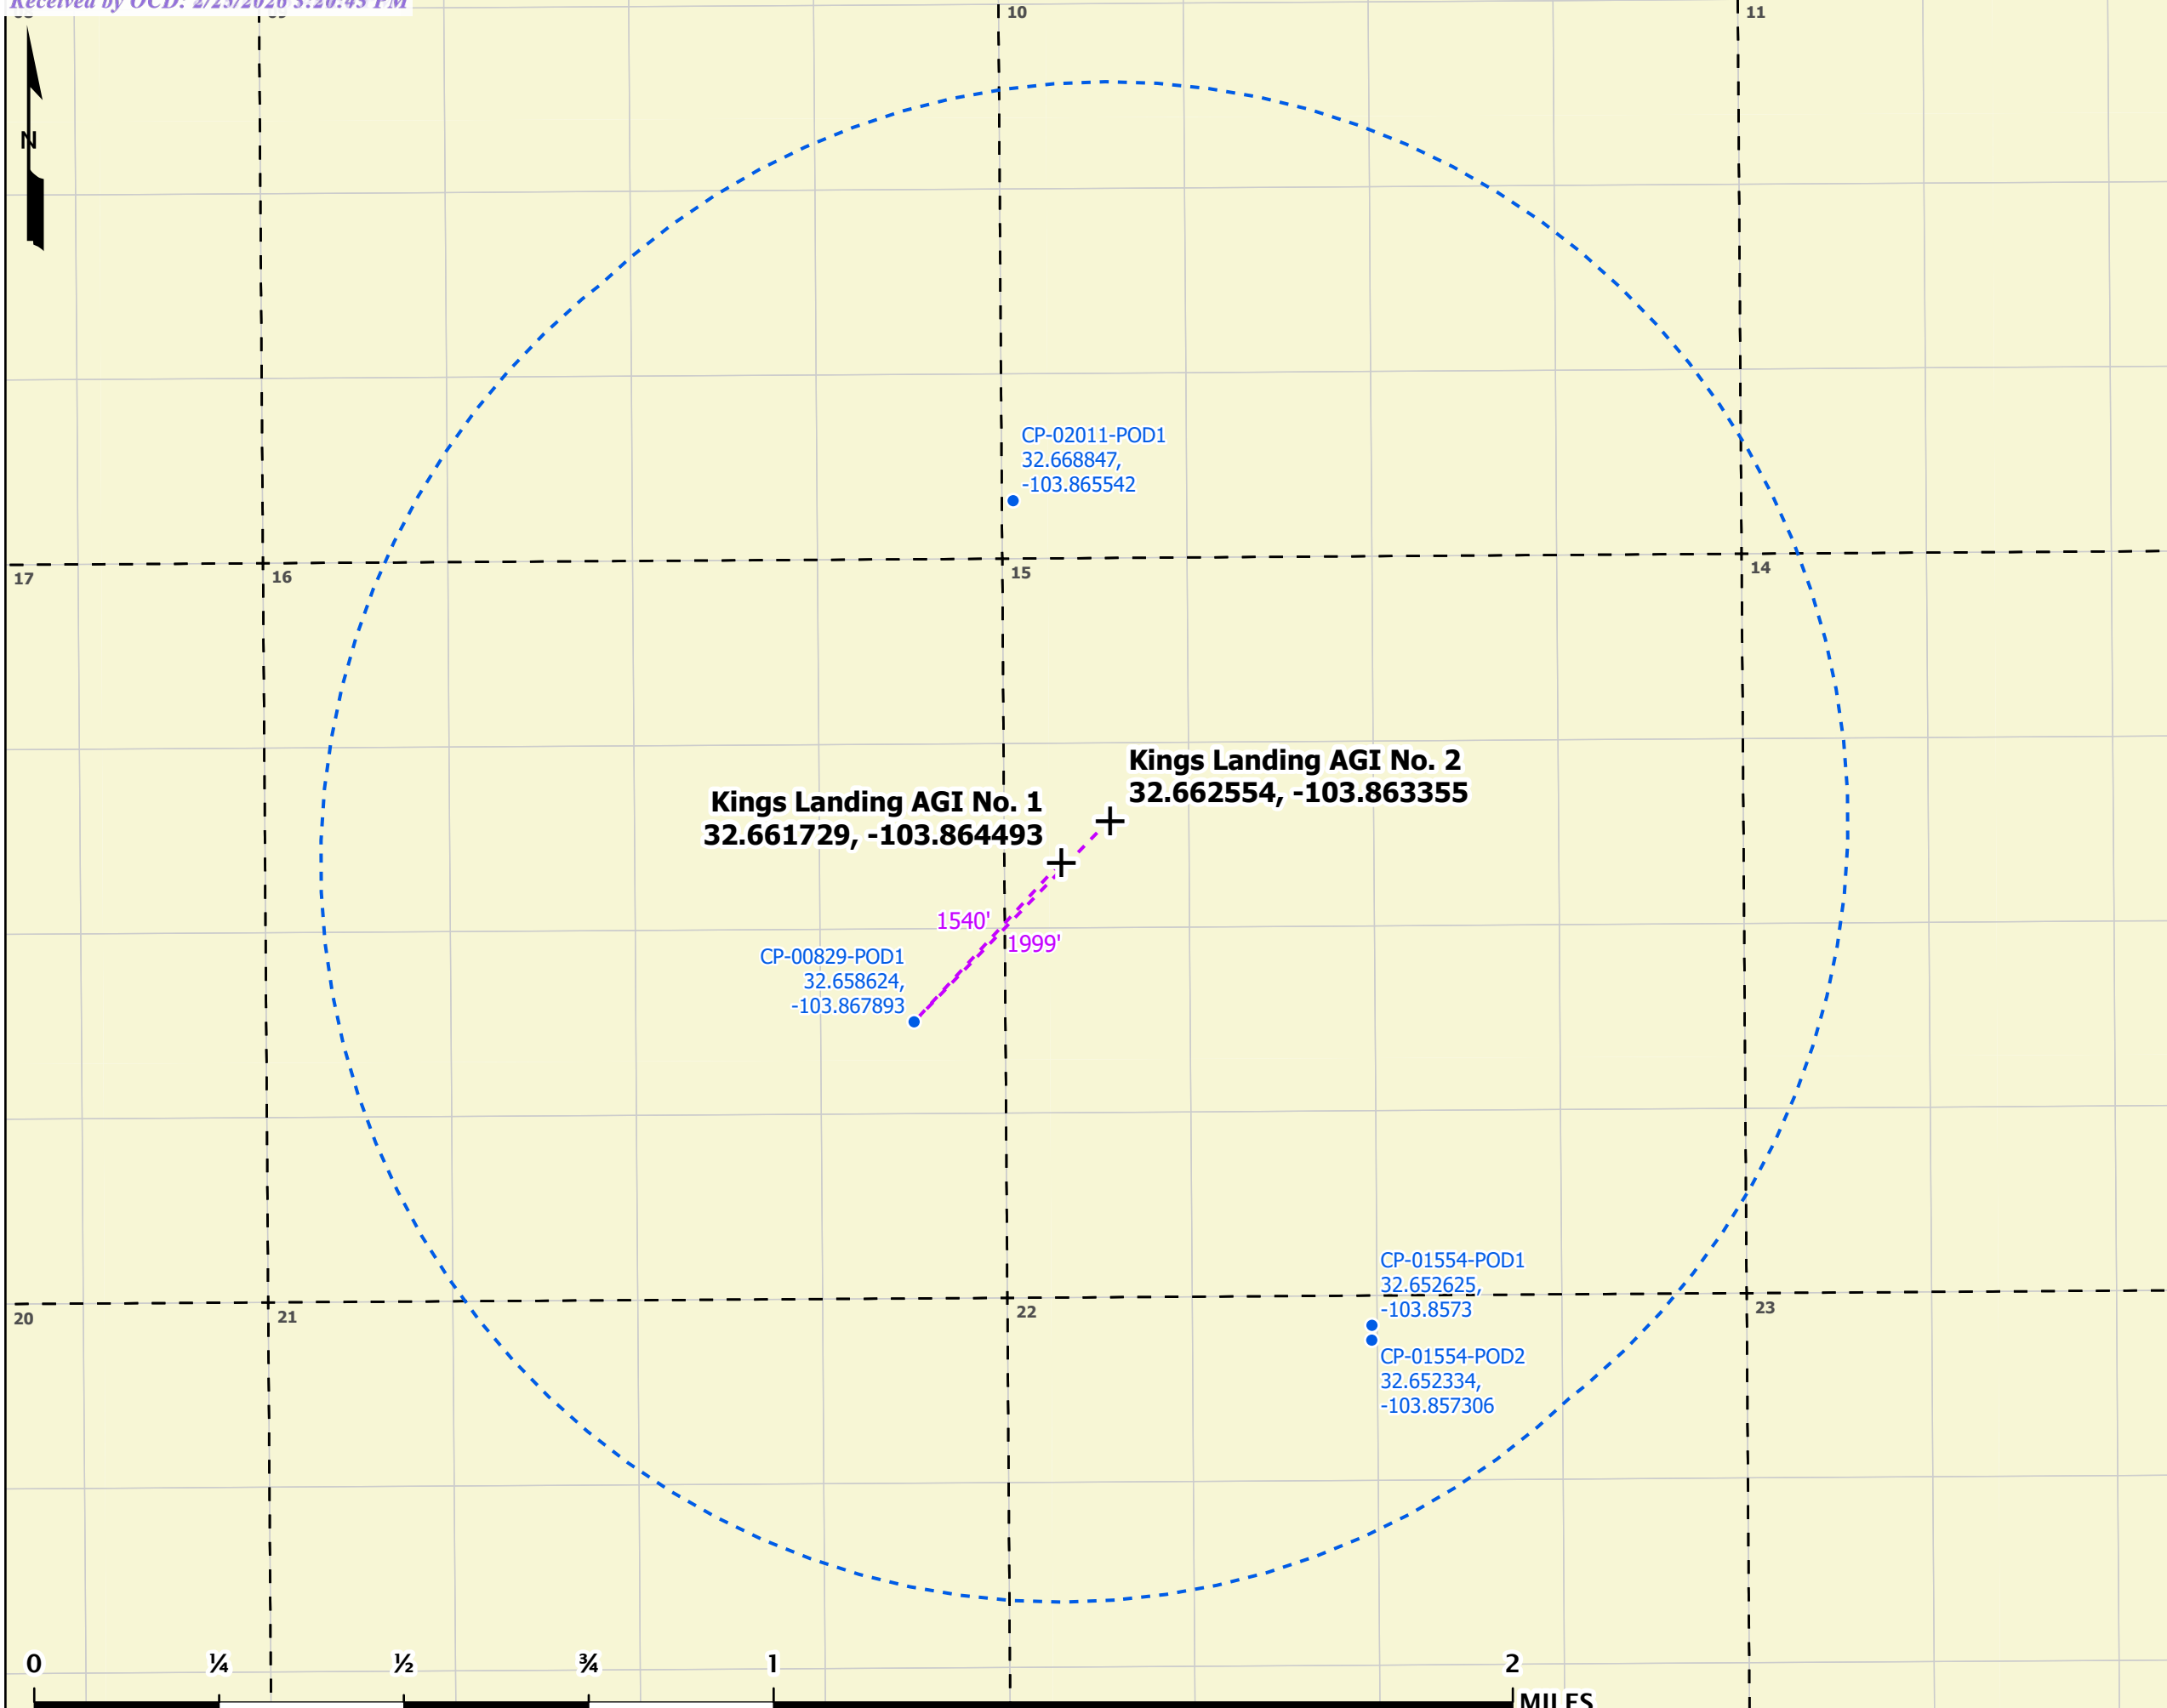 Received by OCD: 2/25/2026 3:20:45 PM
09
10
11
N
CP-02011-POD1
32.668847,
-103.865542
17
16
15
14
Kings Landing AGI No. 2
32.662554, -103.863355
Kings Landing AGI No. 1
32.661729, -103.864493
1540'
1999'
CP-00829-POD1
32.658624,
-103.867893
CP-01554-POD1
32.652625,
-103.8573
20
21
22
23
CP-01554-POD2
32.652334,
-103.857306
0 ¼ ½ ¾ 1 2
MILES